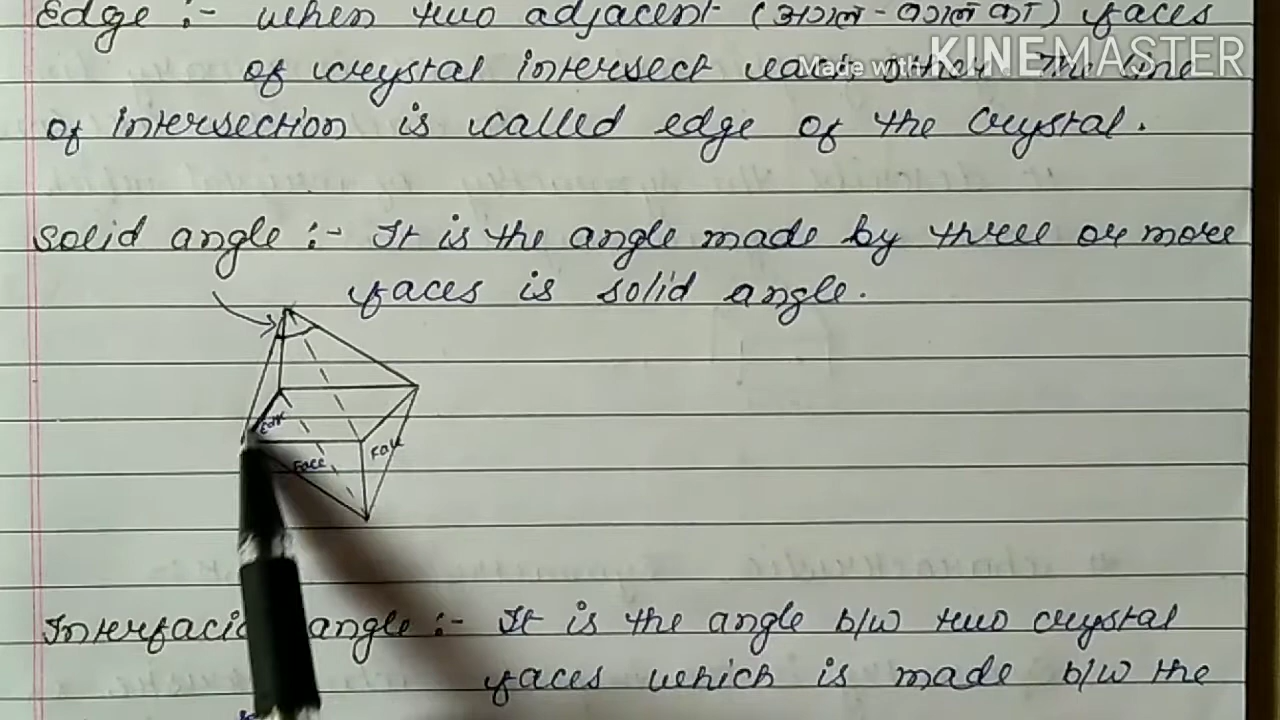 Edge :- when two adjacent (अगल-बगल का) faces
of crystal intersect each other The line
of intersection is called edge of the crystal.
Made with KINEMASTER
Solid angle :- It is the angle made by three or more
faces is solid angle.
Edge
Face
Face
Interfacial angle :- It is the angle b/w two crystal
faces which is made b/w the